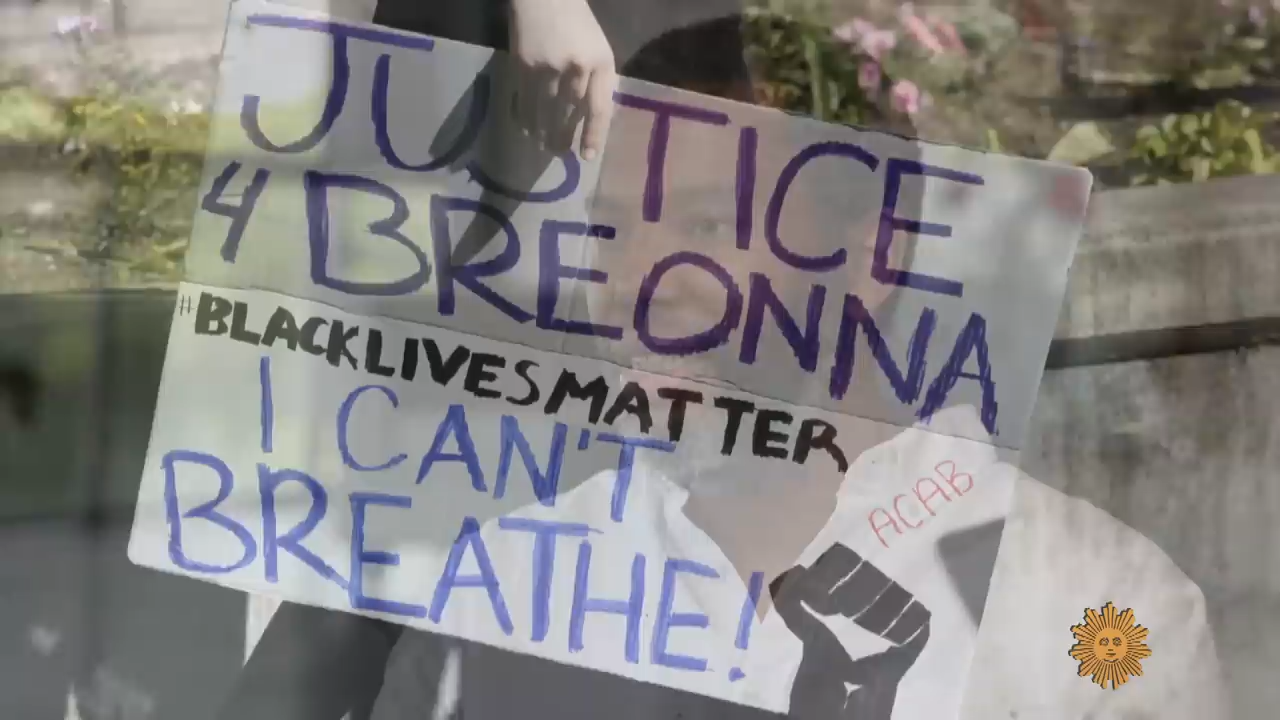 JUSTICE
4 BREONNA
#BLACKLIVESMATTER
I CAN'T
BREATHE!
ACAB